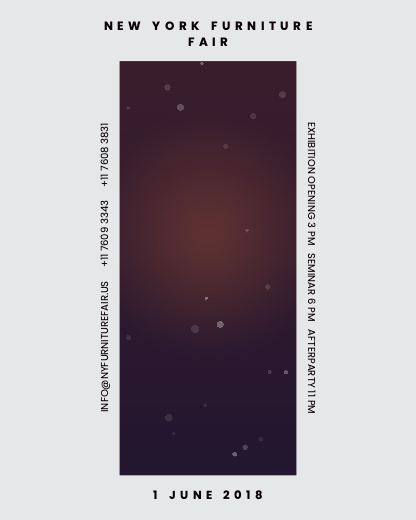 NEW YORK FURNITURE
FAIR
INFO@NYFURNITUREFAIR.US +11 7609 3343 +11 7608 3831
EXHIBITION OPENING 3 PM SEMINAR 6 PM AFTERPARTY 11 PM
1 JUNE 2018